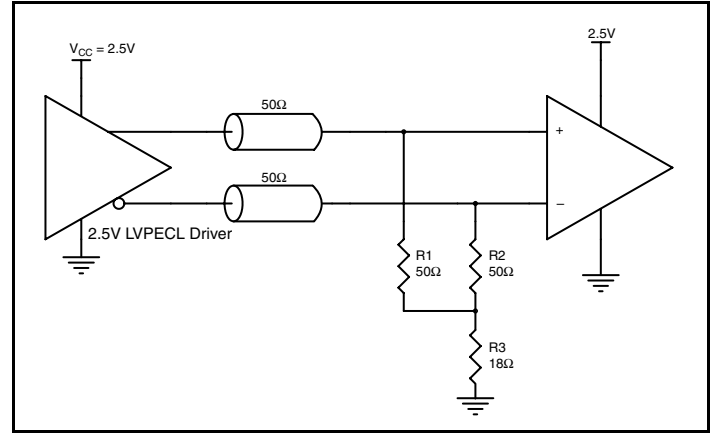 V_CC = 2.5V
2.5V
50Ω
+
50Ω
–
2.5V LVPECL Driver
R1
50Ω
R2
50Ω
R3
18Ω